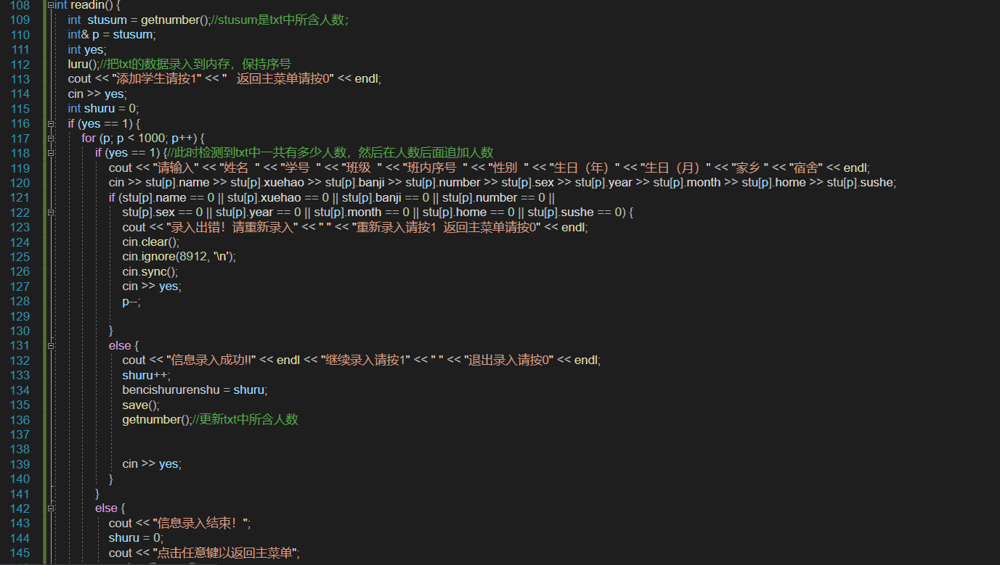 108 int readin() {
109 int  stusum = getnumber();//stusum是txt中所含人数;
110 int& p = stusum;
111 int yes;
112 luru();//把txt的数据录入到内存，保持序号
113 cout << "添加学生请按1" << "   返回主菜单请按0" << endl;
114 cin >> yes;
115 int shuru = 0;
116 if (yes == 1) {
117 for (p; p < 1000; p++) {
118 if (yes == 1) {//此时检测到txt中一共有多少人数，然后在人数后面追加人数
119 cout << "请输入" << "姓名  " << "学号  " << "班级  " << "班内序号  " << "性别  " << "生日（年）" << "生日（月）" << "家乡 " << "宿舍" << endl;
120 cin >> stu[p].name >> stu[p].xuehao >> stu[p].banji >> stu[p].number >> stu[p].sex >> stu[p].year >> stu[p].month >> stu[p].home >> stu[p].sushe;
121 if (stu[p].name == 0 || stu[p].xuehao == 0 || stu[p].banji == 0 || stu[p].number == 0 ||
122 stu[p].sex == 0 || stu[p].year == 0 || stu[p].month == 0 || stu[p].home == 0 || stu[p].sushe == 0) {
123 cout << "录入出错！请重新录入" << " " << "重新录入请按1  返回主菜单请按0" << endl;
124 cin.clear();
125 cin.ignore(8912, '\n');
126 cin.sync();
127 cin >> yes;
128 p--;
129
130 }
131 else {
132 cout << "信息录入成功!!" << endl << "继续录入请按1" << " " << "退出录入请按0" << endl;
133 shuru++;
134 bencishururenshu = shuru;
135 save();
136 getnumber();//更新txt中所含人数
137
138
139 cin >> yes;
140 }
141 }
142 else {
143 cout << "信息录入结束！";
144 shuru = 0;
145 cout << "点击任意键以返回主菜单";